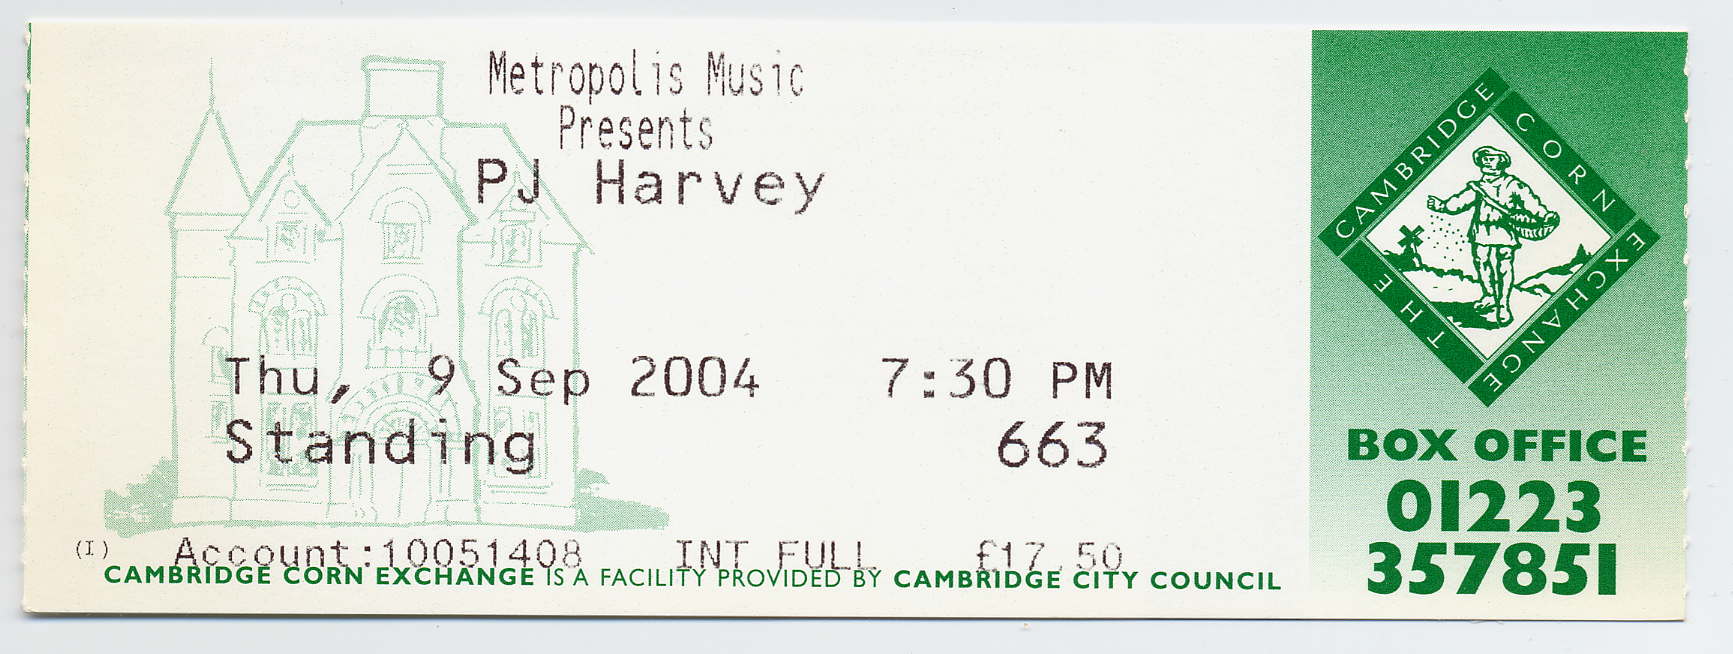 Metropolis Music
Presents
PJ Harvey
Thu, 9 Sep 2004 7:30 PM
Standing 663
(I) Account:10051408 INT FULL £17.50
CAMBRIDGE CORN EXCHANGE IS A FACILITY PROVIDED BY CAMBRIDGE CITY COUNCIL
THE CAMBRIDGE CORN EXCHANGE
BOX OFFICE
01223
357851